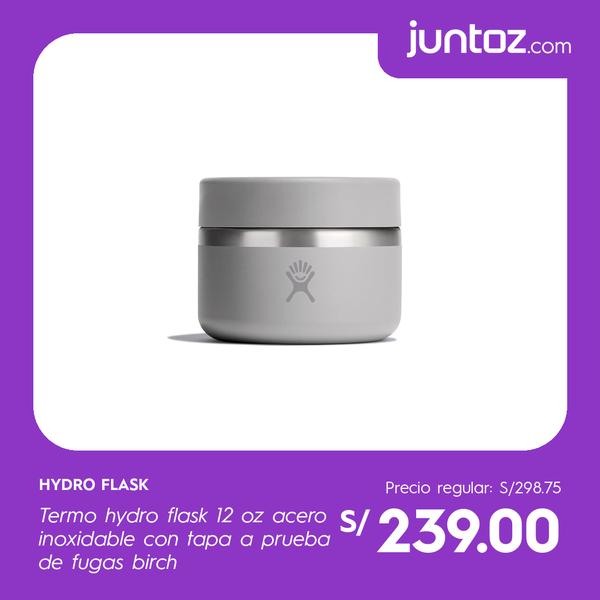 juntoz.com
HYDRO FLASK
Termo hydro flask 12 oz acero
inoxidable con tapa a prueba
de fugas birch
Precio regular: S/298.75
S/ 239.00